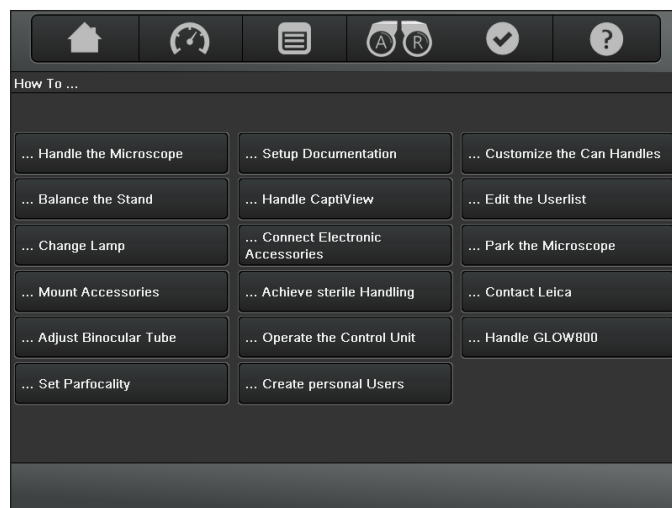 A R ?
How To ...
... Handle the Microscope
... Setup Documentation
... Customize the Can Handles
... Balance the Stand
... Handle CaptiView
... Edit the Userlist
... Change Lamp
... Connect Electronic
Accessories
... Park the Microscope
... Mount Accessories
... Achieve sterile Handling
... Contact Leica
... Adjust Binocular Tube
... Operate the Control Unit
... Handle GLOW800
... Set Parfocality
... Create personal Users